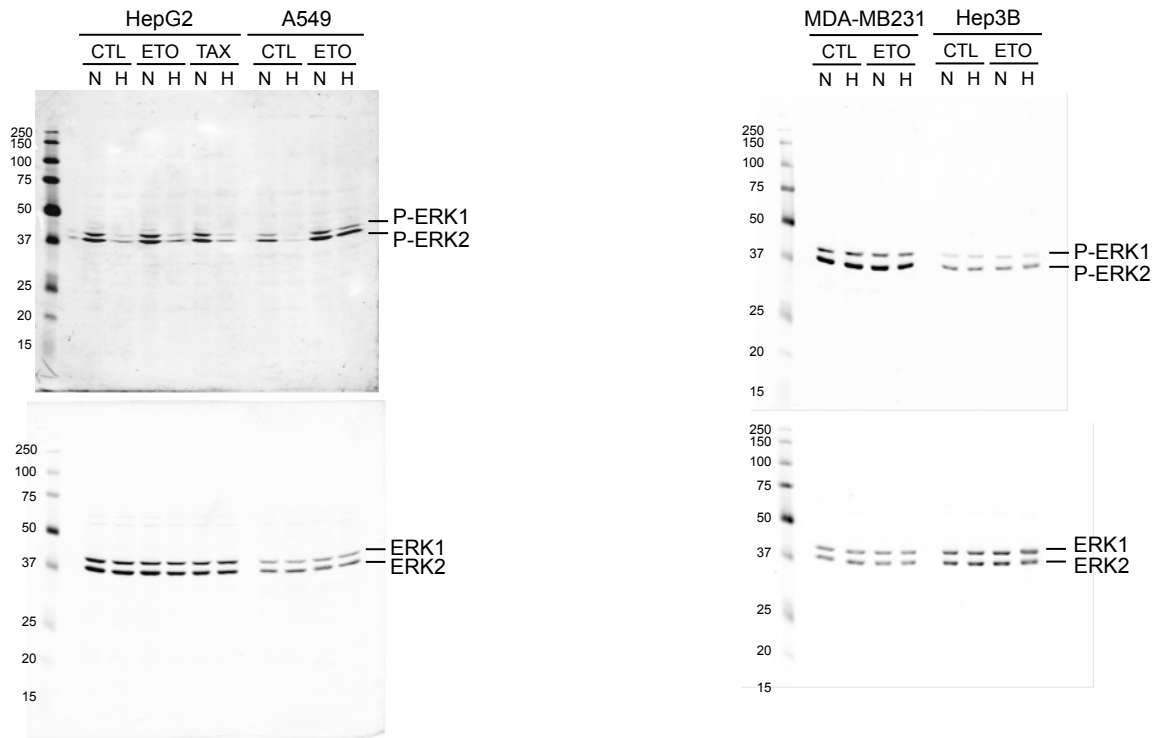 HepG2 A549
CTL ETO TAX CTL ETO
N H N H N H N H N H
250
150
100
75
50
37
25
20
15
P-ERK1
P-ERK2
250
100
75
50
37
25
20
15
ERK1
ERK2
MDA-MB231 Hep3B
CTL ETO CTL ETO
N H N H N H N H
250
150
100
75
50
37
25
20
15
P-ERK1
P-ERK2
250
150
100
75
50
37
25
20
15
ERK1
ERK2